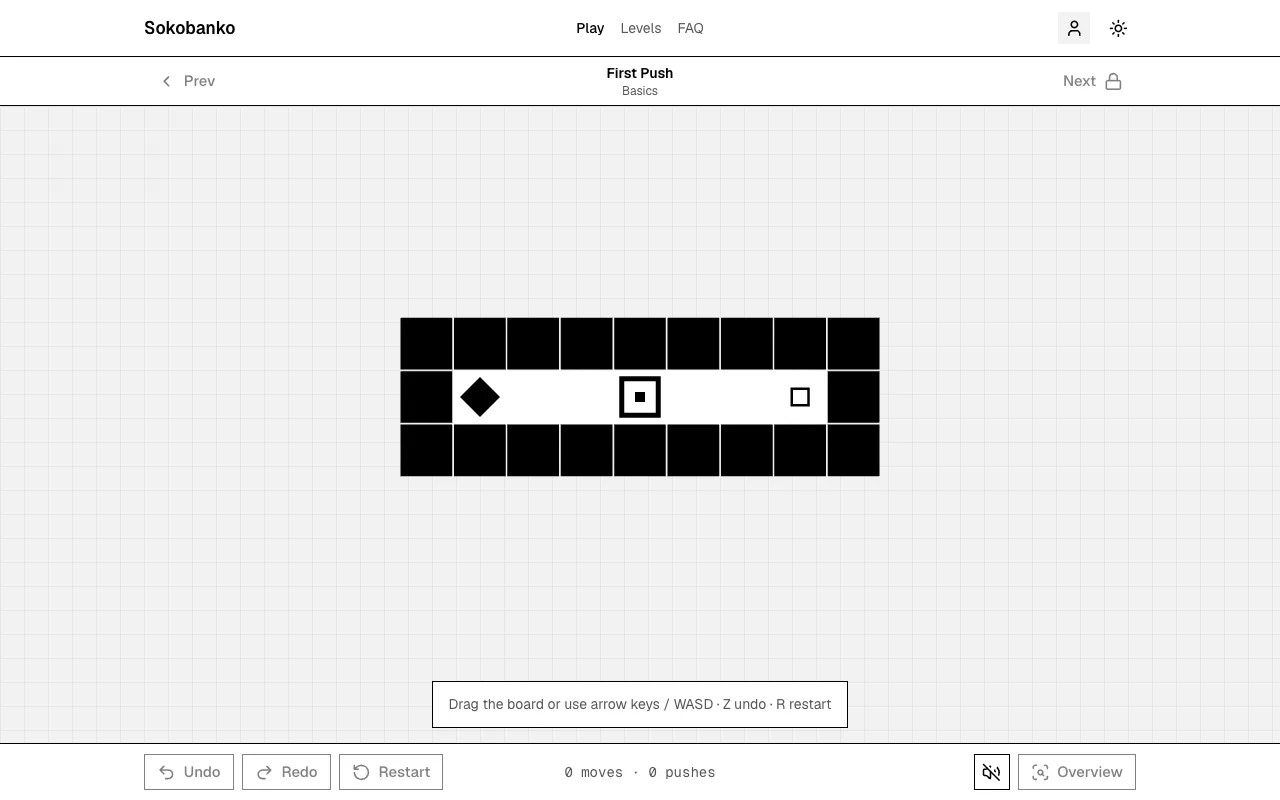 Sokobanko
Play
Levels
FAQ
Prev
First Push
Basics
Next
Drag the board or use arrow keys / WASD · Z undo · R restart
Undo
Redo
Restart
0 moves · 0 pushes
Overview